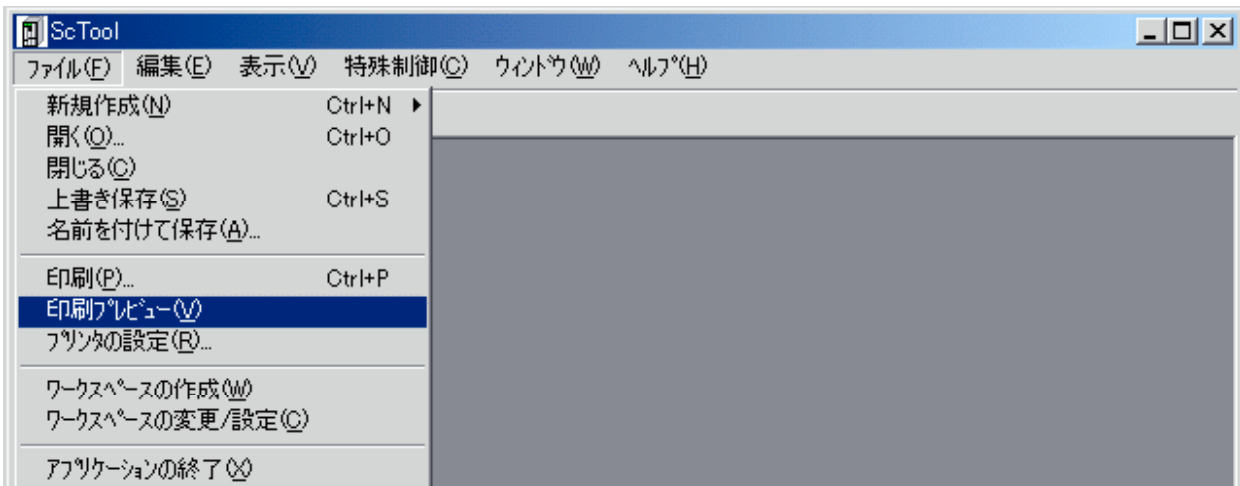 ScTool
ファイル(F) 編集(E) 表示(V) 特殊制御(C) ウィンドウ(W) ヘルプ(H)
新規作成(N) Ctrl+N
開く(O)... Ctrl+O
閉じる(C)
上書き保存(S) Ctrl+S
名前を付けて保存(A)...
印刷(P)... Ctrl+P
印刷プレビュー(V)
プリンタの設定(R)...
ワークスペースの作成(W)
ワークスペースの変更/設定(C)
アプリケーションの終了(X)